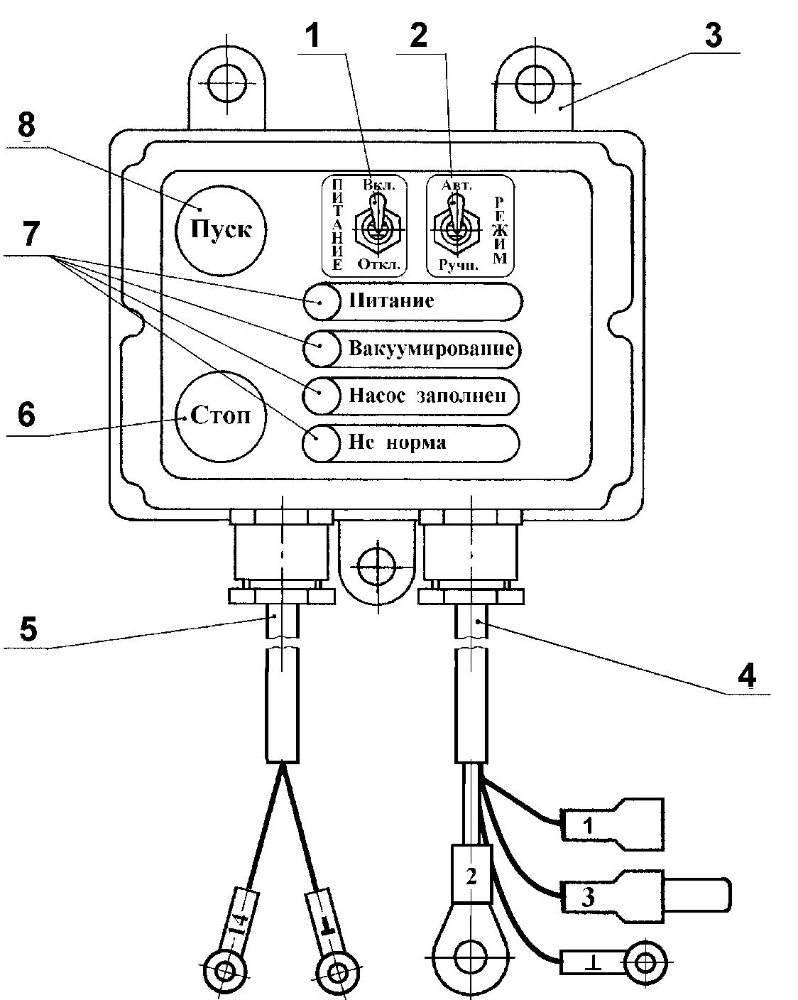 1 2 3
8
ПИТАНИЕ
Вкл.
Откл.
Авт.
Ручн.
РЕЖИМ
Пуск
7
Питание
Вакуумирование
Насос заполнен
Не норма
6
Стоп
5
4
1
2
3
14
⊥
⊥